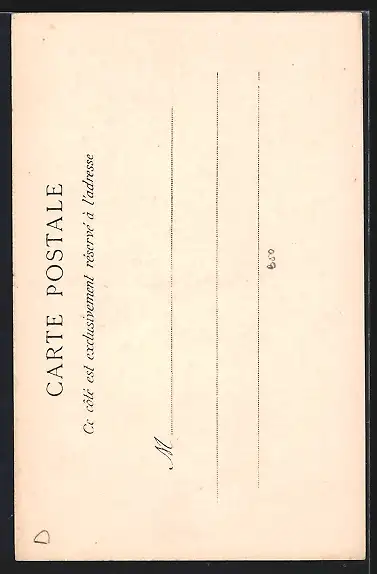 CARTE POSTALE
Ce côté est exclusivement réservé à l'adresse
M
D